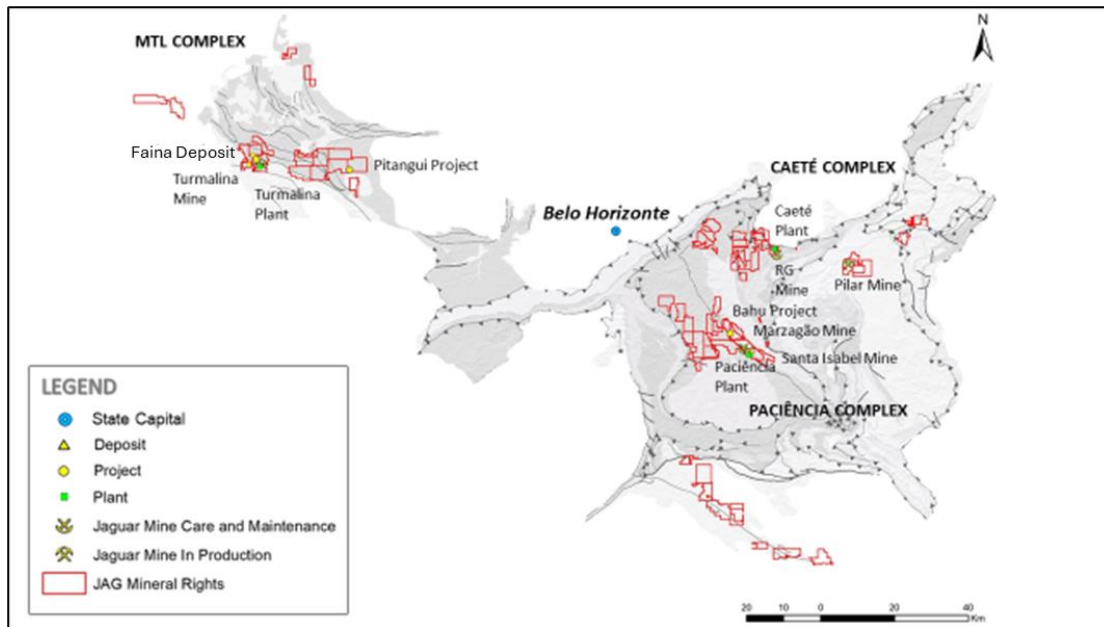 MTL COMPLEX
N
Faina Deposit
Turmalina
Mine
Turmalina
Plant
Pitangui Project
Belo Horizonte
CAETÉ COMPLEX
Caeté
Plant
RG
Mine
Pilar Mine
Bahu Project
Marzagão Mine
Santa Isabel Mine
Paciência
Plant
PACIÊNCIA COMPLEX
LEGEND
State Capital
Deposit
Project
Plant
Jaguar Mine Care and Maintenance
Jaguar Mine In Production
JAG Mineral Rights
20 10 0 20 40
Km